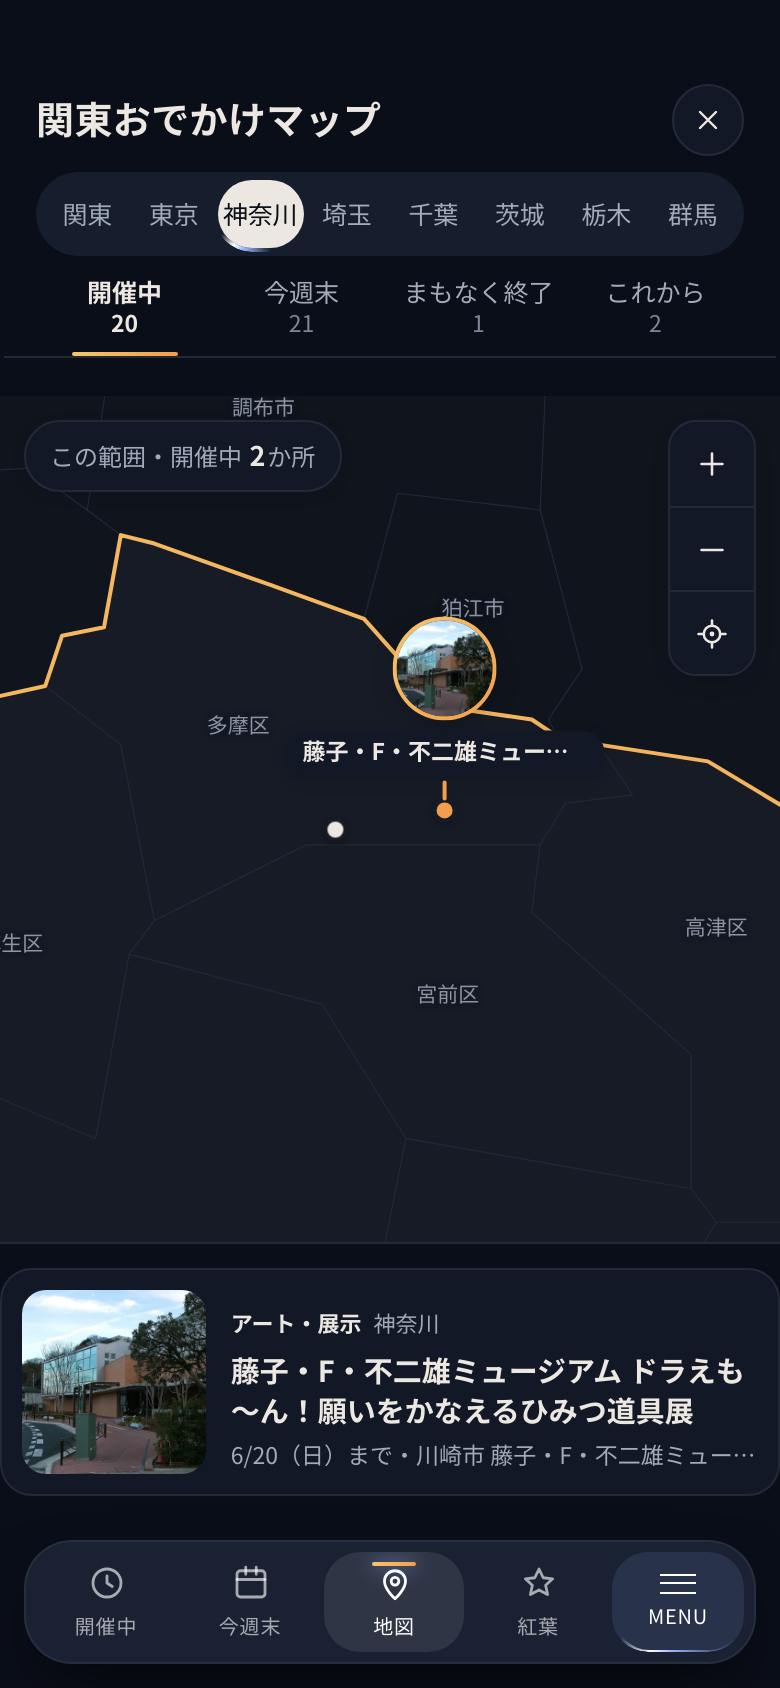 関東おでかけマップ
関東 東京 神奈川 埼玉 千葉 茨城 栃木 群馬
開催中 今週末 まもなく終了 これから
20 21 1 2
調布市
この範囲・開催中 2か所
狛江市
多摩区
藤子・F・不二雄ミュー…
高津区
生区
宮前区
アート・展示 神奈川
藤子・F・不二雄ミュージアム ドラえも
〜ん！願いをかなえるひみつ道具展
6/20（日）まで・川崎市 藤子・F・不二雄ミュー…
開催中 今週末 地図 紅葉 MENU